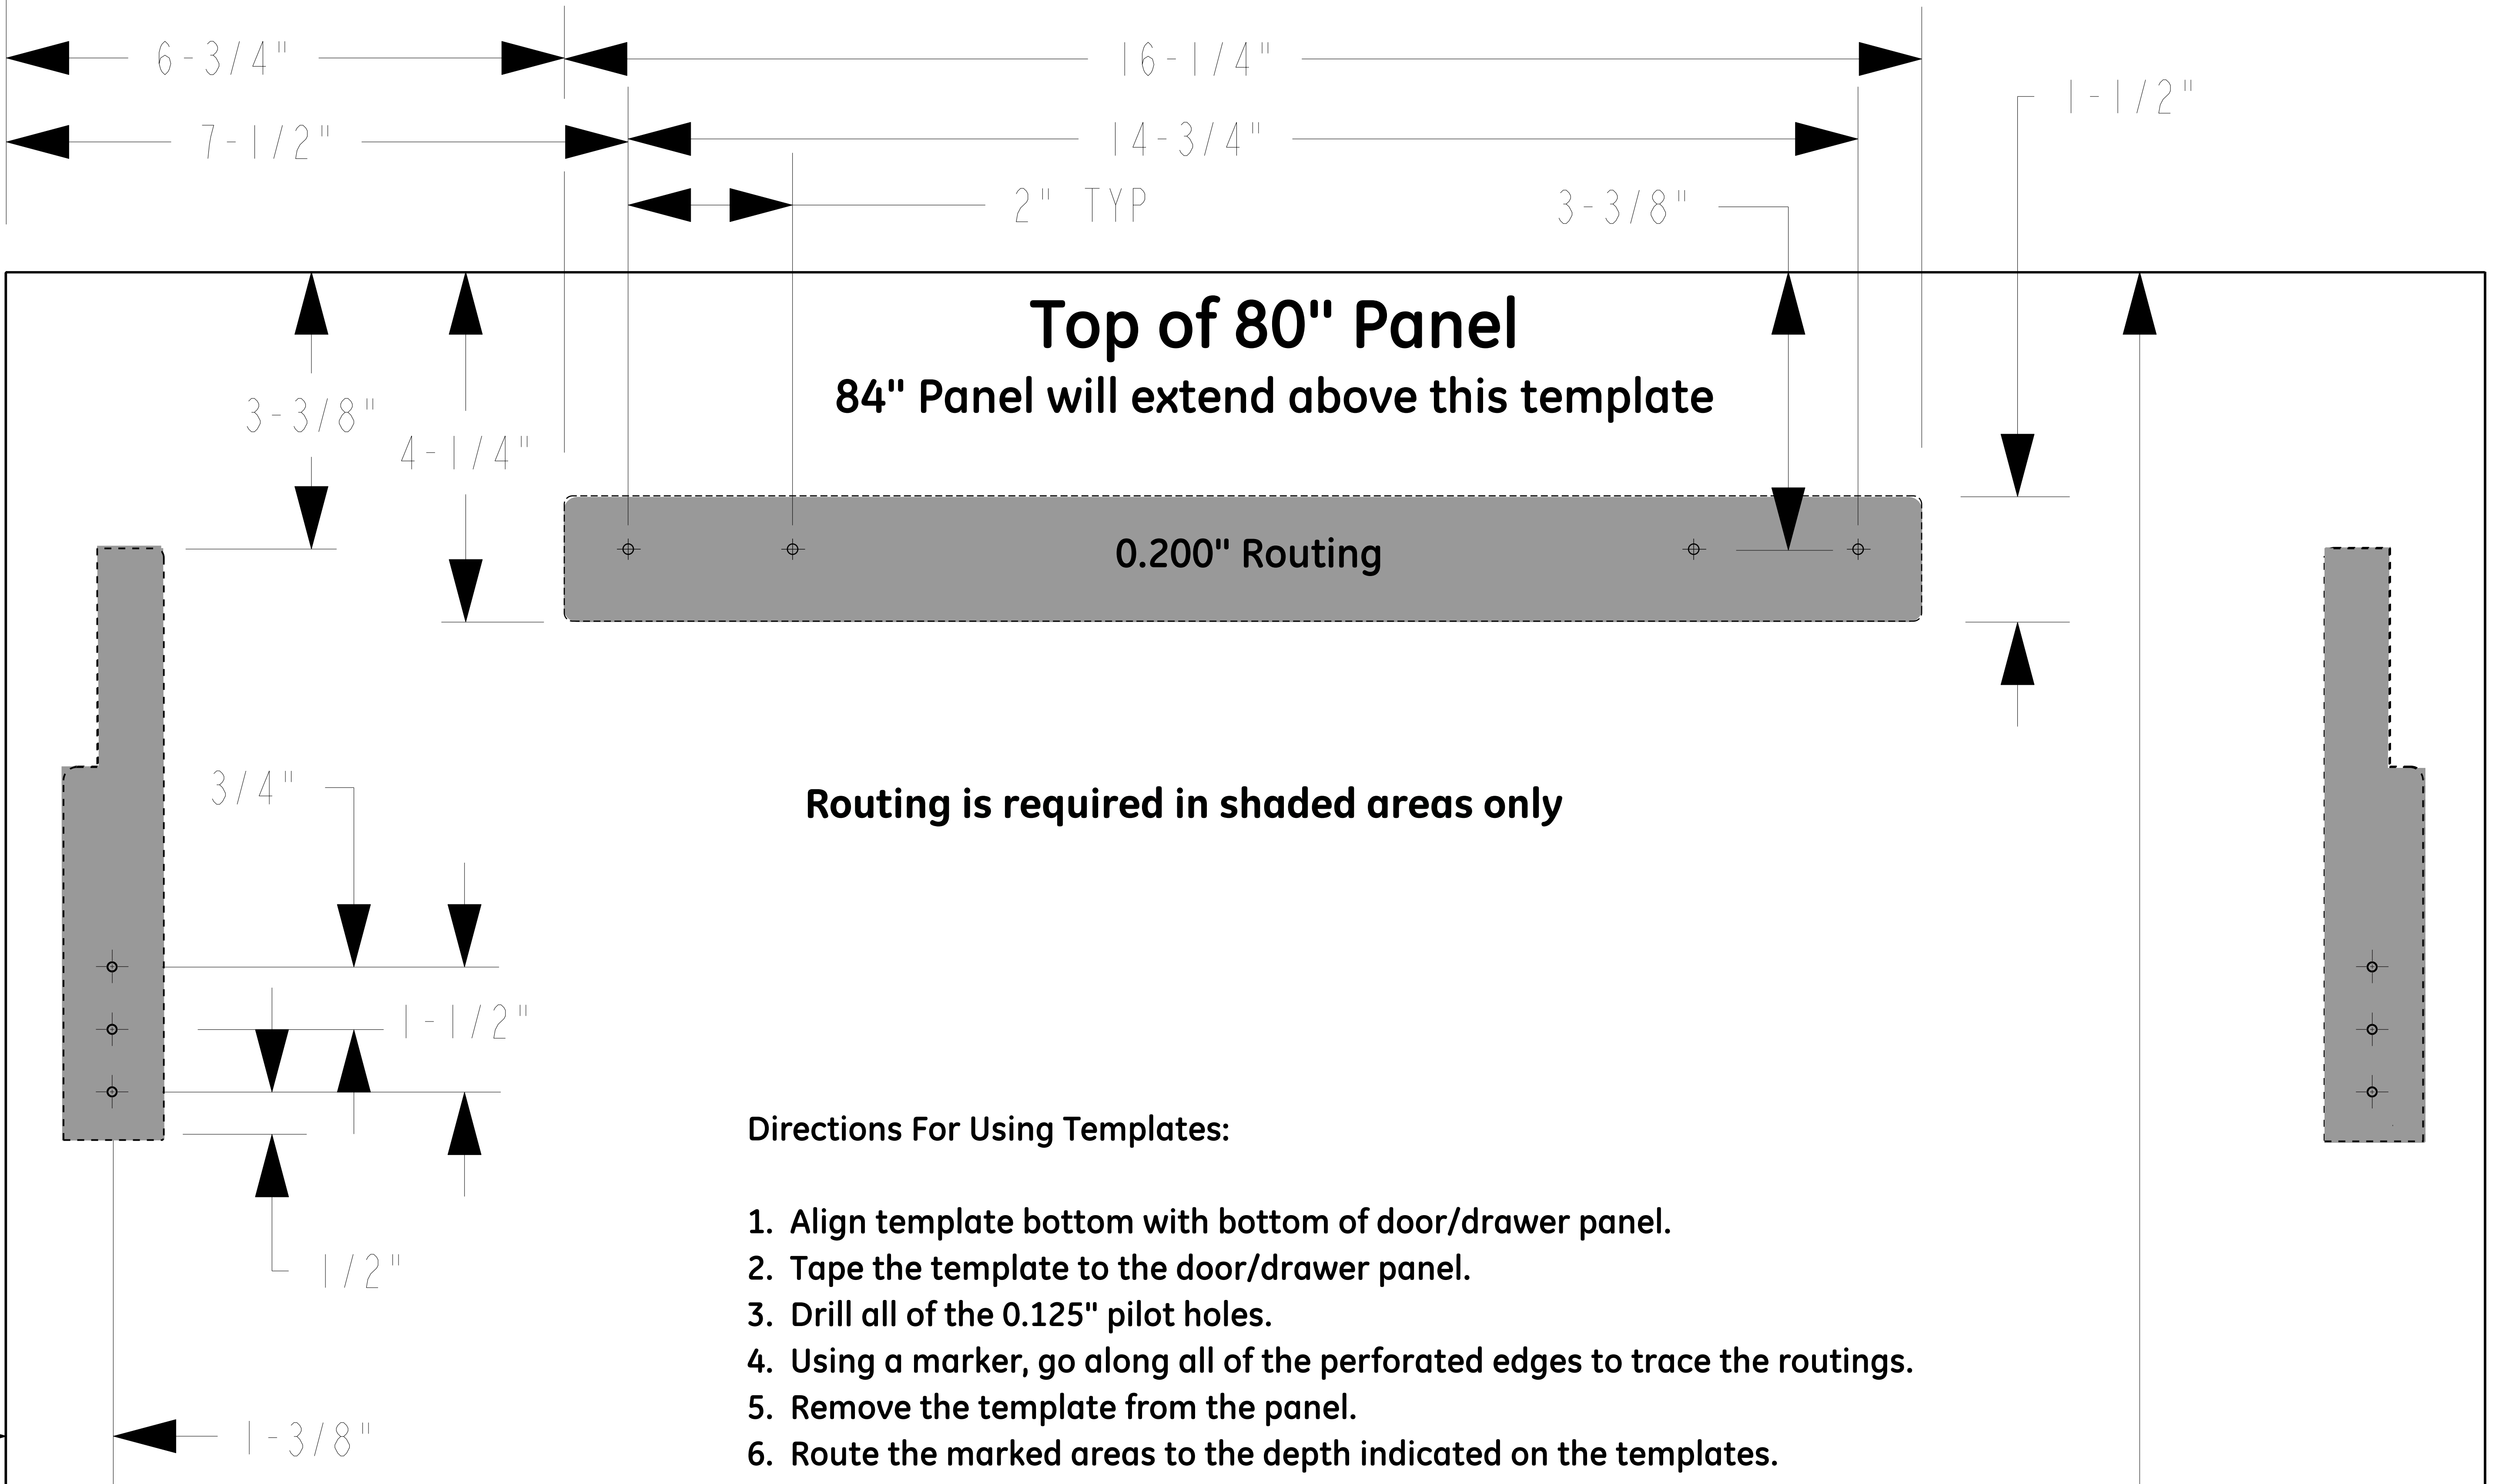 6-3/4"
16-1/4"
1-1/2"
7-1/2"
14-3/4"
2" TYP
3-3/8"
Top of 80" Panel
84" Panel will extend above this template
3-3/8"
4-1/4"
0.200" Routing
3/4"
Routing is required in shaded areas only
1-1/2"
Directions For Using Templates:
1. Align template bottom with bottom of door/drawer panel.
2. Tape the template to the door/drawer panel.
1/2"
3. Drill all of the 0.125" pilot holes.
4. Using a marker, go along all of the perforated edges to trace the routings.
5. Remove the template from the panel.
1-3/8"
6. Route the marked areas to the depth indicated on the templates.